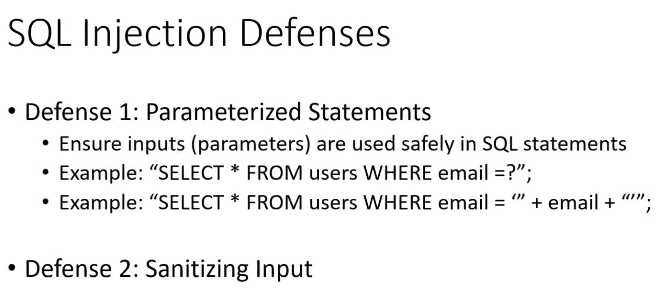 SQL Injection Defenses
• Defense 1: Parameterized Statements
• Ensure inputs (parameters) are used safely in SQL statements
• Example: “SELECT * FROM users WHERE email =?”;
• Example: “SELECT * FROM users WHERE email = ‘” + email + “‘”;
• Defense 2: Sanitizing Input